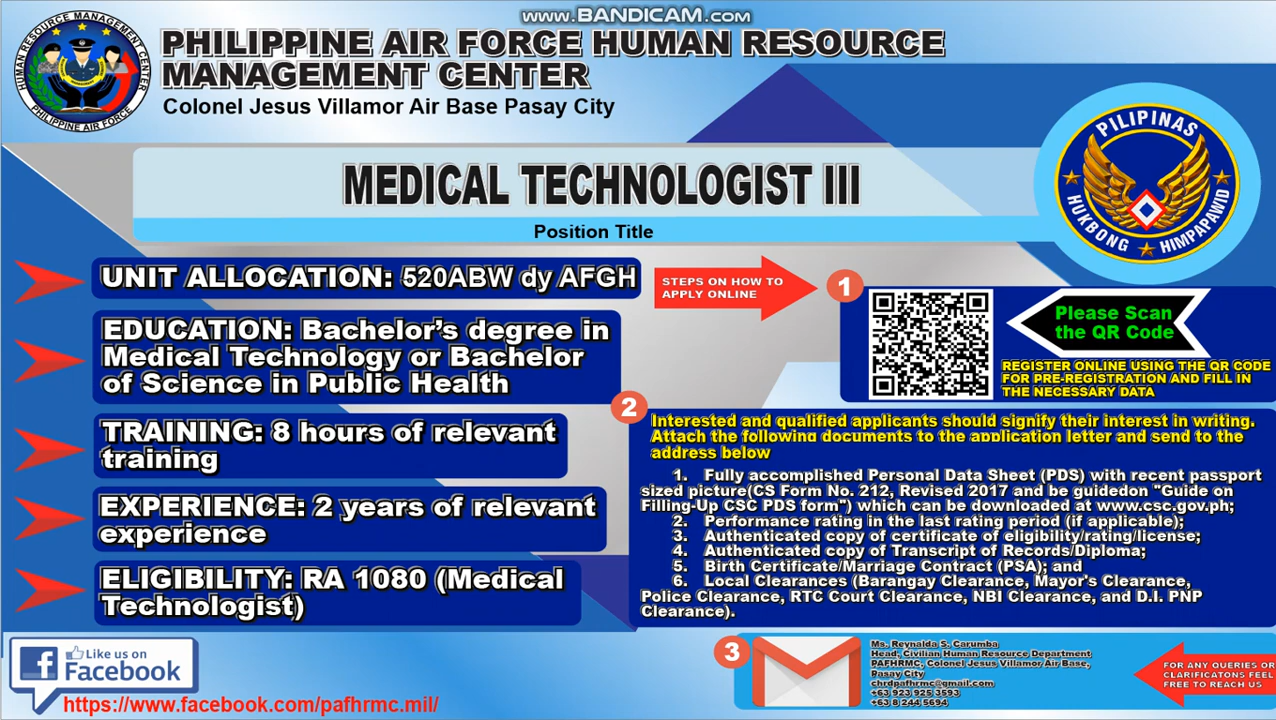 www.BANDICAM.com
HUMAN RESOURCE MANAGEMENT CENTER
PHILIPPINE AIR FORCE
PHILIPPINE AIR FORCE HUMAN RESOURCE
MANAGEMENT CENTER
Colonel Jesus Villamor Air Base Pasay City
PILIPINAS
HUKBONG HIMPAPAWID
MEDICAL TECHNOLOGIST III
Position Title
UNIT ALLOCATION: 520ABW dy AFGH
EDUCATION: Bachelor's degree in
Medical Technology or Bachelor
of Science in Public Health
TRAINING: 8 hours of relevant
training
EXPERIENCE: 2 years of relevant
experience
ELIGIBILITY: RA 1080 (Medical
Technologist)
STEPS ON HOW TO
APPLY ONLINE
1
Please Scan
the QR Code
REGISTER ONLINE USING THE QR CODE
FOR PRE-REGISTRATION AND FILL IN
THE NECESSARY DATA
2
Interested and qualified applicants should signify their interest in writing.
Attach the following documents to the application letter and send to the
address below
1. Fully accomplished Personal Data Sheet (PDS) with recent passport
sized picture(CS Form No. 212, Revised 2017 and be guidedon "Guide on
Filling-Up CSC PDS form") which can be downloaded at www.csc.gov.ph;
2. Performance rating in the last rating period (if applicable);
3. Authenticated copy of certificate of eligibility/rating/license;
4. Authenticated copy of Transcript of Records/Diploma;
5. Birth Certificate/Marriage Contract (PSA); and
6. Local Clearances (Barangay Clearance, Mayor's Clearance,
Police Clearance, RTC Court Clearance, NBI Clearance, and D.I. PNP
Clearance).
3
Ms. Reynalda S. Carumba
Head, Civilian Human Resource Department
PAFHRMC, Colonel Jesus Villamor Air Base,
Pasay City
chrdpafhrmc@gmail.com
+63 923 925 3593
+63 8 244 5694
FOR ANY QUERIES OR
CLARIFICATONS FEEL
FREE TO REACH US
f
Like us on
Facebook
https://www.facebook.com/pafhrmc.mil/